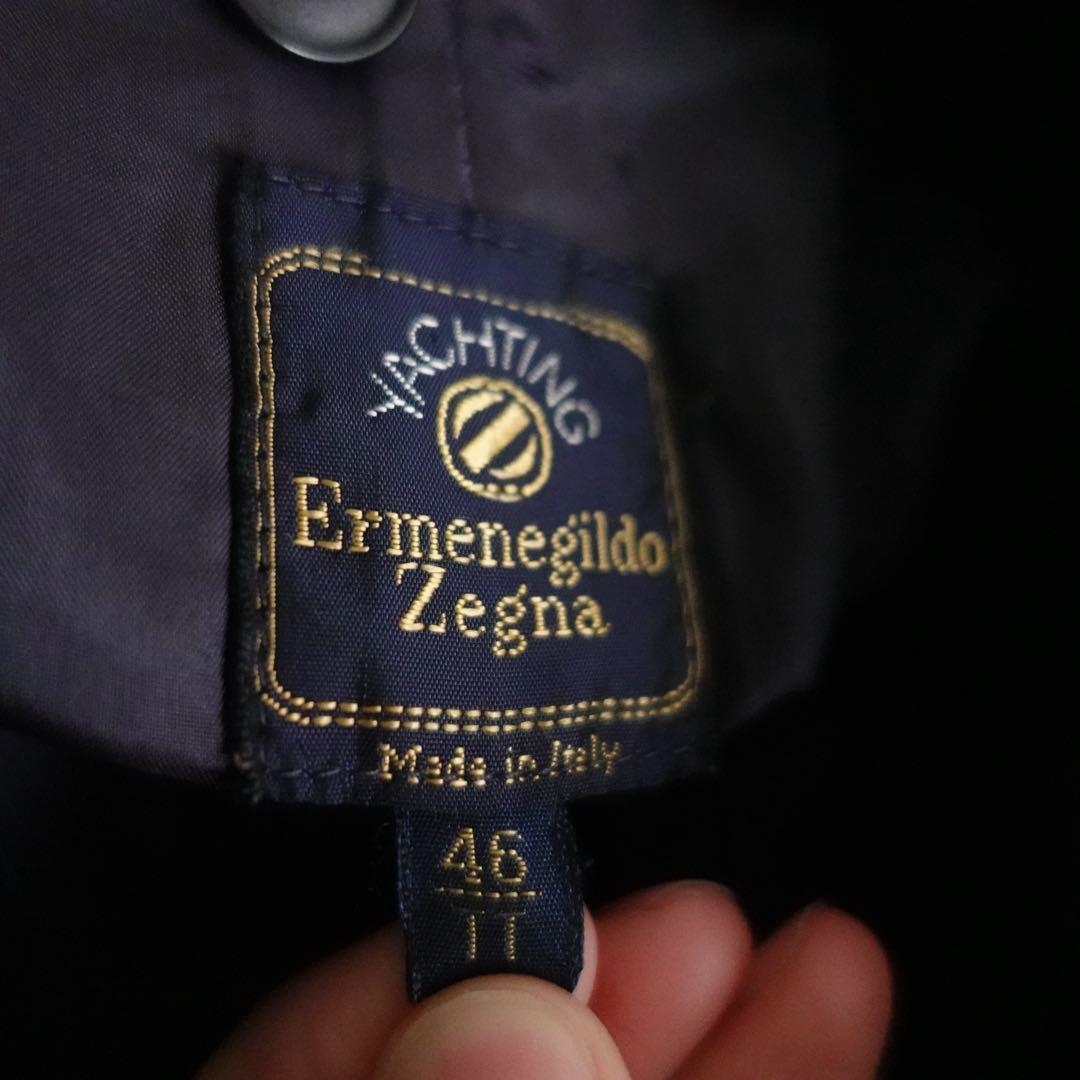 YACHTING
Ermenegildo
Zegna
Made in Italy
46
IT